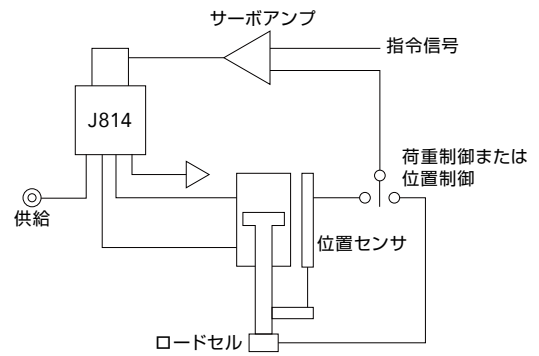 サーボアンプ
指令信号
J814
荷重制御または
位置制御
供給
位置センサ
ロードセル